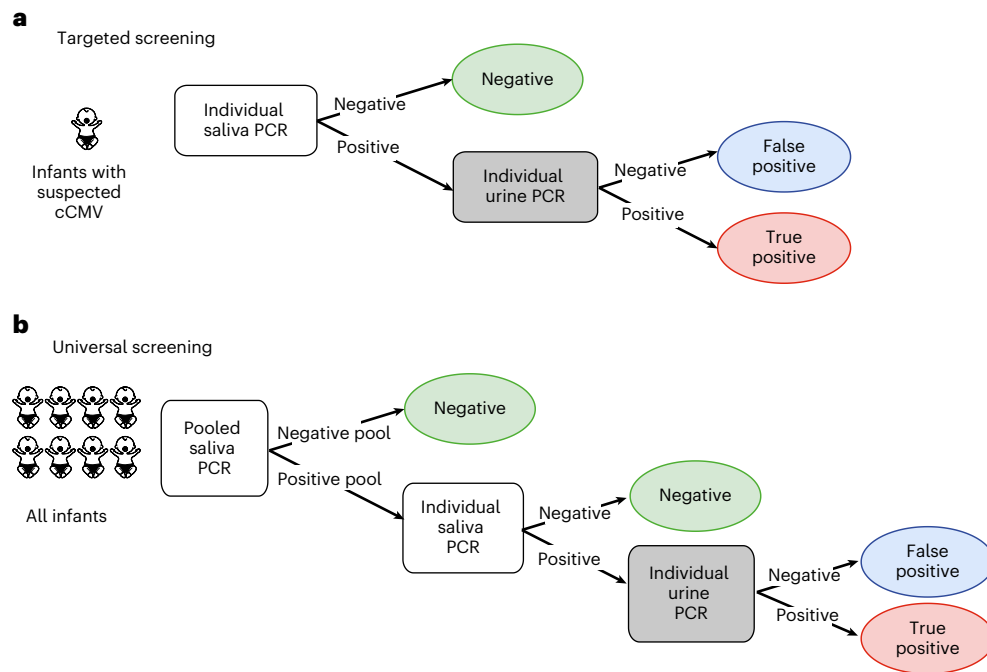 a
Targeted screening
Infants with
suspected
cCMV
Individual
saliva PCR
Negative
Positive
Negative
Individual
urine PCR
Negative
Positive
False
positive
True
positive
b
Universal screening
All infants
Pooled
saliva
PCR
Negative pool
Positive pool
Negative
Individual
saliva
PCR
Negative
Positive
Negative
Individual
urine
PCR
Negative
Positive
False
positive
True
positive